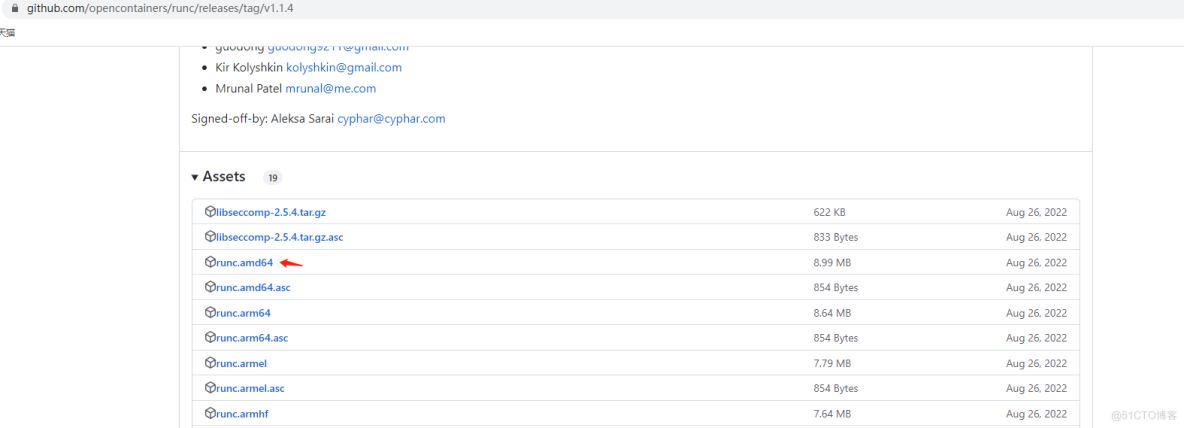 github.com/opencontainers/runc/releases/tag/v1.1.4
天猫
guodong guodong9211@gmail.com
Kir Kolyshkin kolyshkin@gmail.com
Mrunal Patel mrunal@me.com
Signed-off-by: Aleksa Sarai cyphar@cyphar.com
Assets 19
libseccomp-2.5.4.tar.gz 622 KB Aug 26, 2022
libseccomp-2.5.4.tar.gz.asc 833 Bytes Aug 26, 2022
runc.amd64 8.99 MB Aug 26, 2022
runc.amd64.asc 854 Bytes Aug 26, 2022
runc.arm64 8.64 MB Aug 26, 2022
runc.arm64.asc 854 Bytes Aug 26, 2022
runc.armel 7.79 MB Aug 26, 2022
runc.armel.asc 854 Bytes Aug 26, 2022
runc.armhf 7.64 MB Aug 26, 2022
@51CTO博客